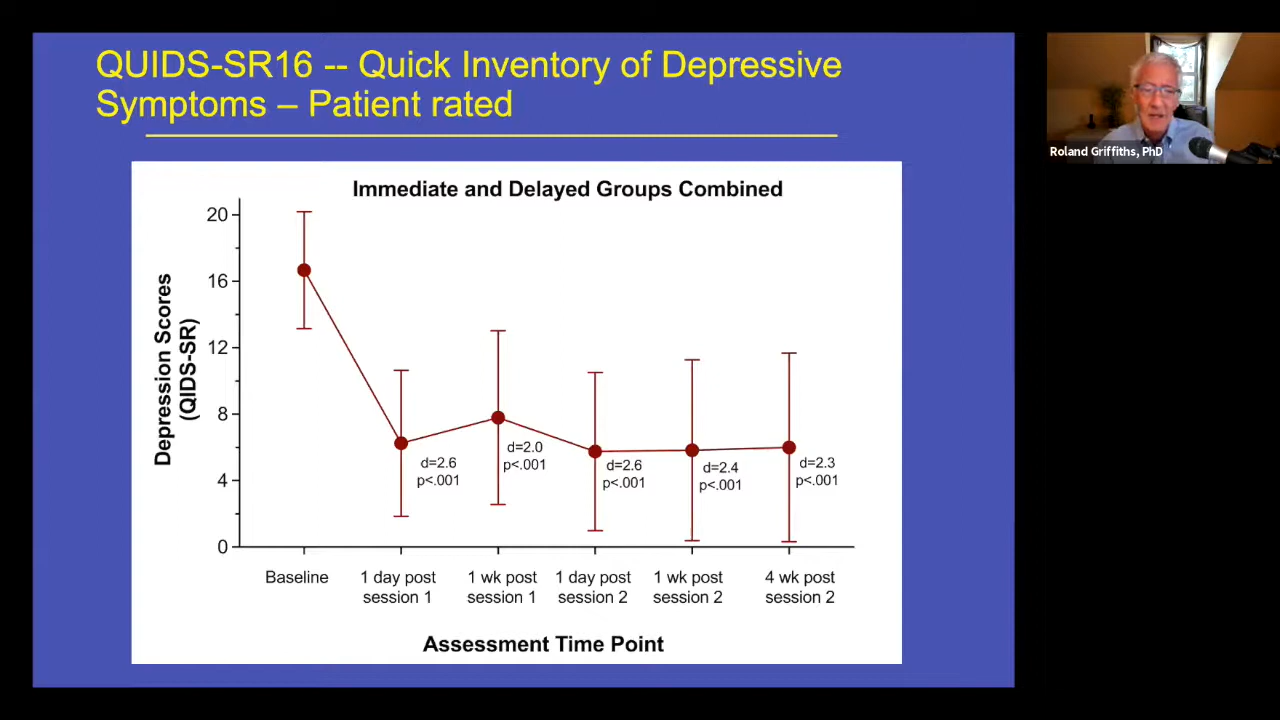 QUIDS-SR16 -- Quick Inventory of Depressive
Symptoms – Patient rated
Roland Griffiths, PhD
Immediate and Delayed Groups Combined
Depression Scores
(QIDS-SR)
20
16
12
8
4
0
d=2.6
p<.001
d=2.0
p<.001
d=2.6
p<.001
d=2.4
p<.001
d=2.3
p<.001
Baseline
1 day post
session 1
1 wk post
session 1
1 day post
session 2
1 wk post
session 2
4 wk post
session 2
Assessment Time Point